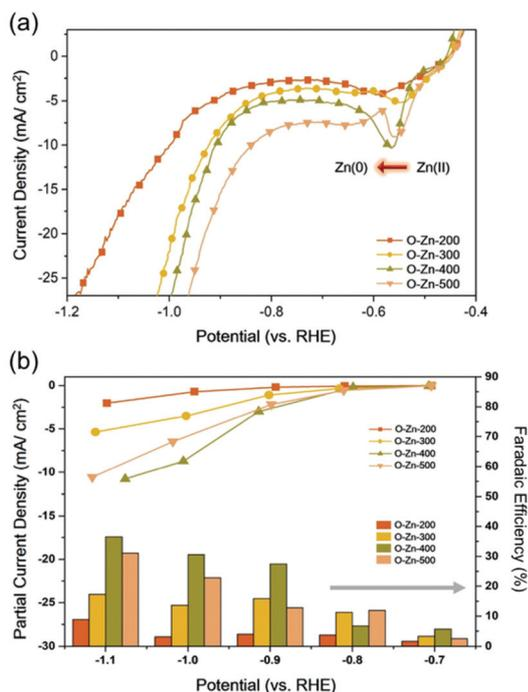 (a)
Current Density (mA/ cm²)
0
-5
-10
-15
-20
-25
Zn(0)
Zn(II)
O-Zn-200
O-Zn-300
O-Zn-400
O-Zn-500
-1.2
-1.0
-0.8
-0.6
-0.4
Potential (vs. RHE)
(b)
Partial Current Density (mA/ cm²)
0
-5
-10
-15
-20
-25
-30
O-Zn-200
O-Zn-300
O-Zn-400
O-Zn-500
O-Zn-200
O-Zn-300
O-Zn-400
O-Zn-500
90
80
70
60
50
40
30
20
10
0
Faradaic Efficiency (%)
-1.1
-1.0
-0.9
-0.8
-0.7
Potential (vs. RHE)